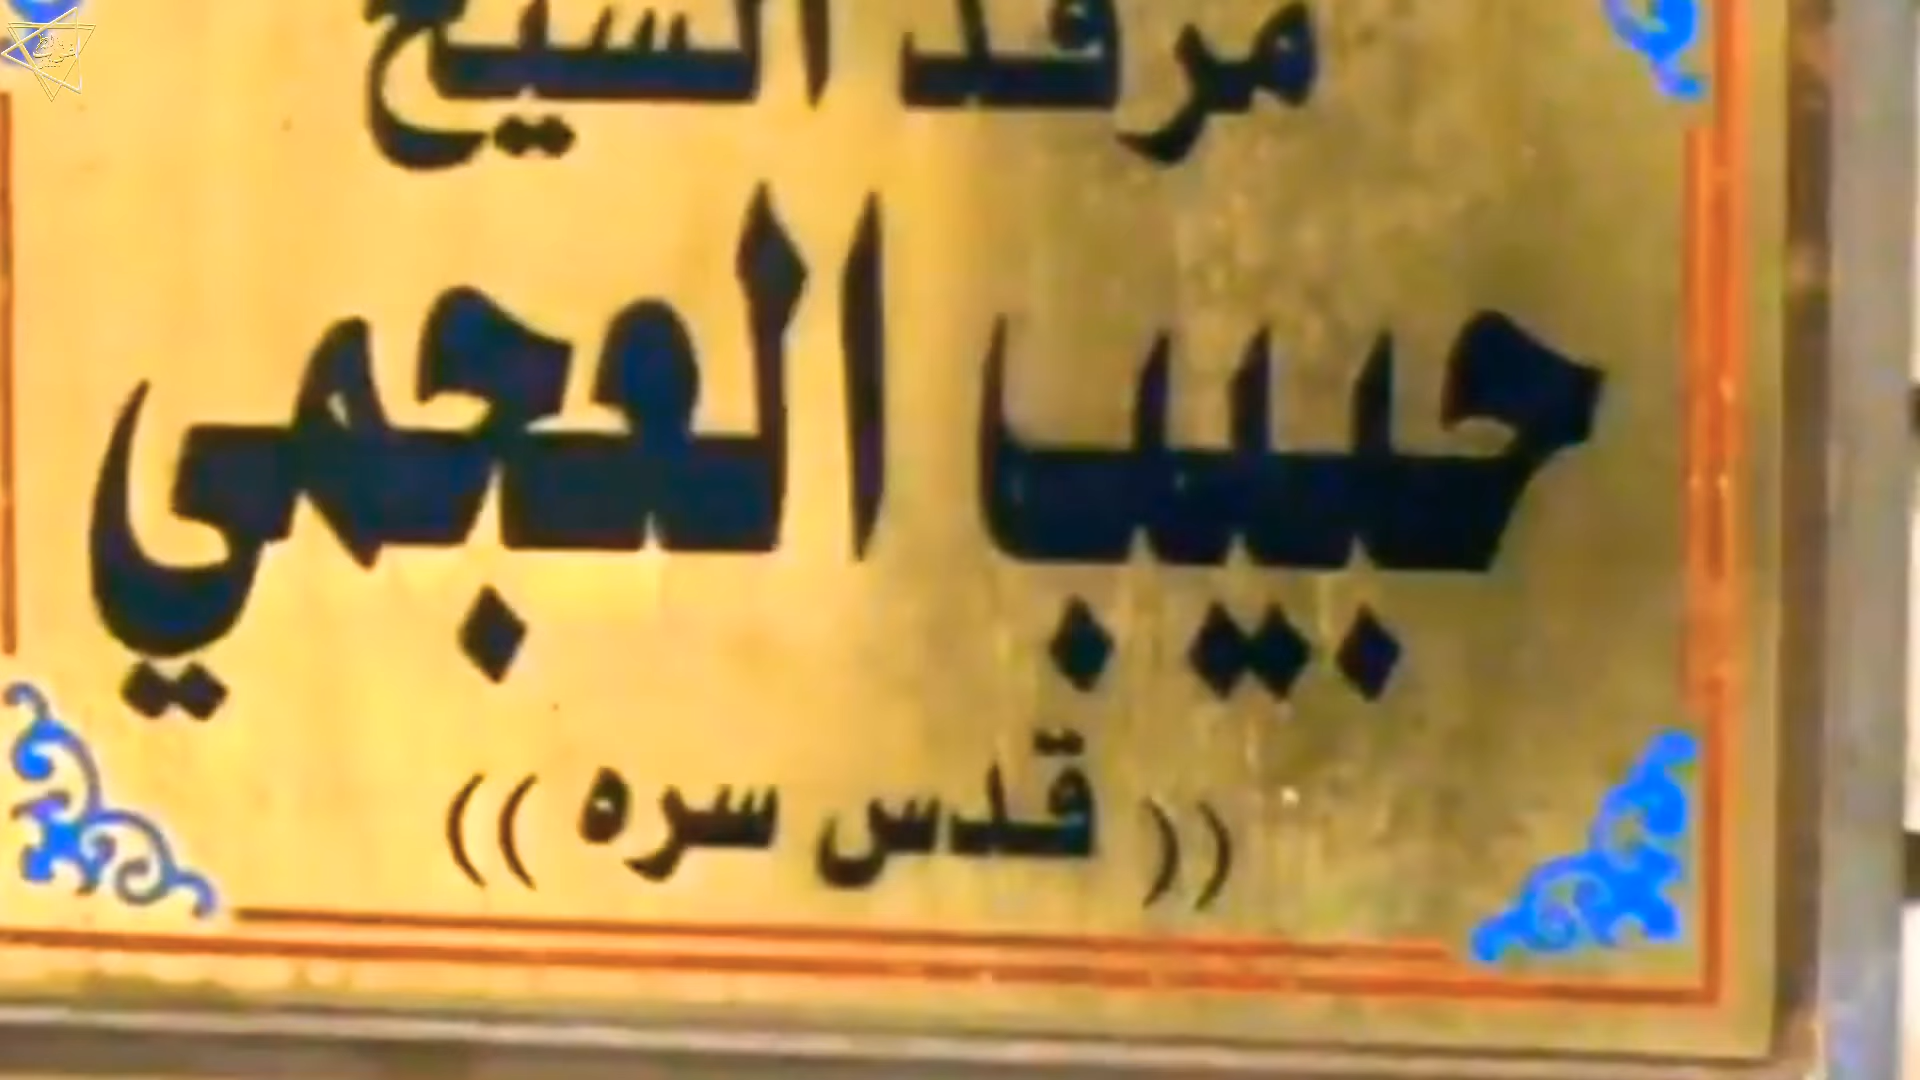 مرقد الشيخ
حبيب العجمي
(( قدس سره ))